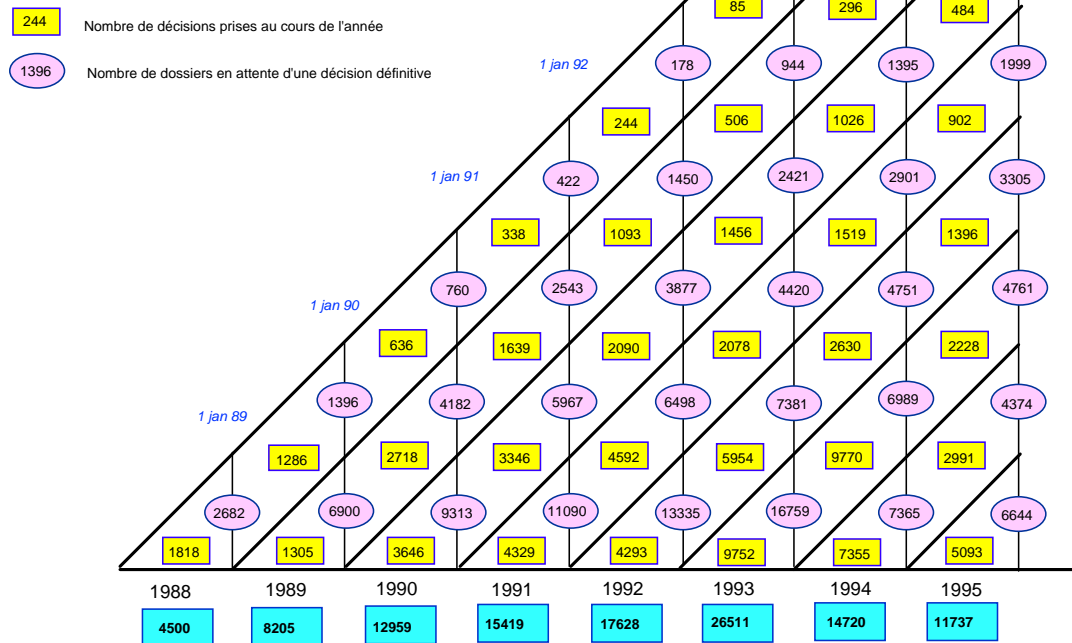 85 296 484
244 Nombre de décisions prises au cours de l'année
1396 Nombre de dossiers en attente d'une décision définitive
1 jan 92 178 944 1395 1999
244 506 1026 902
1 jan 91 422 1450 2421 2901 3305
338 1093 1456 1519 1396
1 jan 90 760 2543 3877 4420 4751 4761
636 1639 2090 2078 2630 2228
1 jan 89 1396 4182 5967 6498 7381 6989 4374
1286 2718 3346 4592 5954 9770 2991
2682 6900 9313 11090 13335 16759 7365 6644
1818 1305 3646 4329 4293 9752 7355 5093
1988 1989 1990 1991 1992 1993 1994 1995
4500 8205 12959 15419 17628 26511 14720 11737